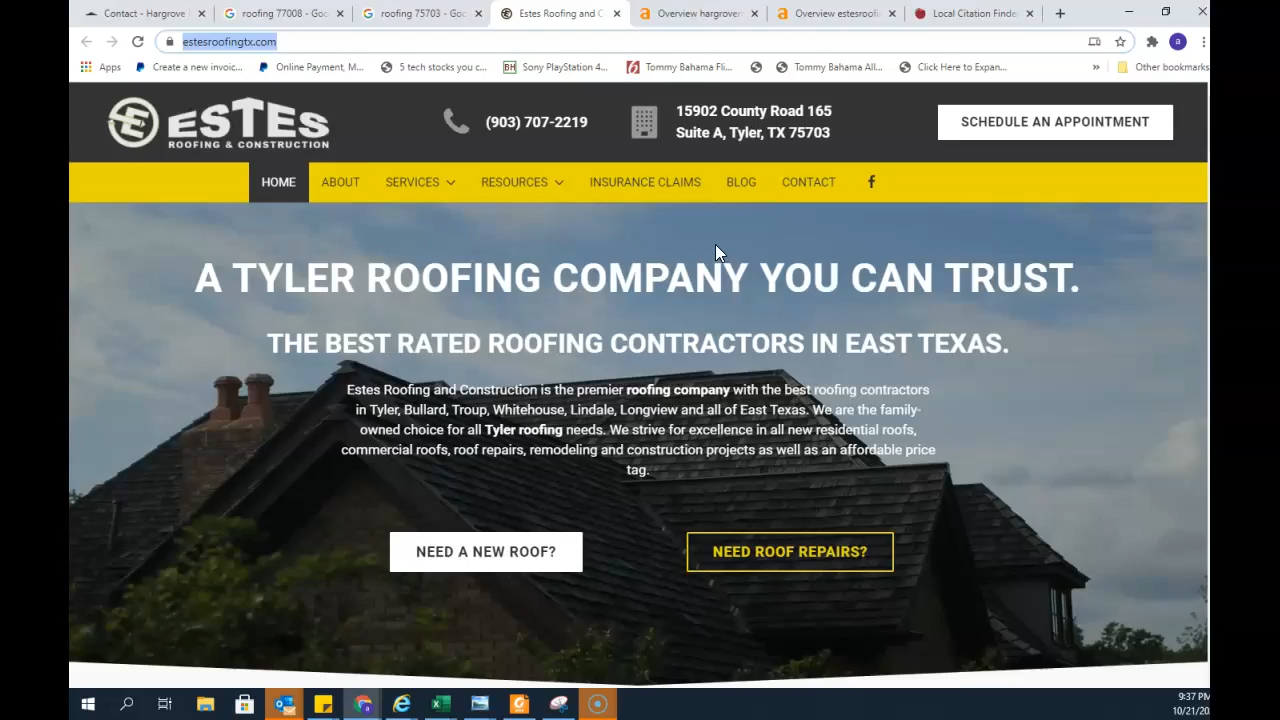 Contact - Hargrove
roofing 77008 - Goo
roofing 75703 - Goo
Estes Roofing and C
Overview hargrover
Overview estesroofi
Local Citation Finder
estesroofingtx.com
a
Apps
Create a new invoic...
Online Payment, M...
5 tech stocks you c...
BH
Sony PlayStation 4...
Tommy Bahama Fli...
Tommy Bahama All...
Click Here to Expan...
»
Other bookmarks
ESTES
ROOFING & CONSTRUCTION
(903) 707-2219
15902 County Road 165
Suite A, Tyler, TX 75703
SCHEDULE AN APPOINTMENT
HOME
ABOUT
SERVICES
RESOURCES
INSURANCE CLAIMS
BLOG
CONTACT
A TYLER ROOFING COMPANY YOU CAN TRUST.
THE BEST RATED ROOFING CONTRACTORS IN EAST TEXAS.
Estes Roofing and Construction is the premier roofing company with the best roofing contractors
in Tyler, Bullard, Troup, Whitehouse, Lindale, Longview and all of East Texas. We are the family-
owned choice for all Tyler roofing needs. We strive for excellence in all new residential roofs,
commercial roofs, roof repairs, remodeling and construction projects as well as an affordable price
tag.
NEED A NEW ROOF?
NEED ROOF REPAIRS?
9:37 PM
10/21/20